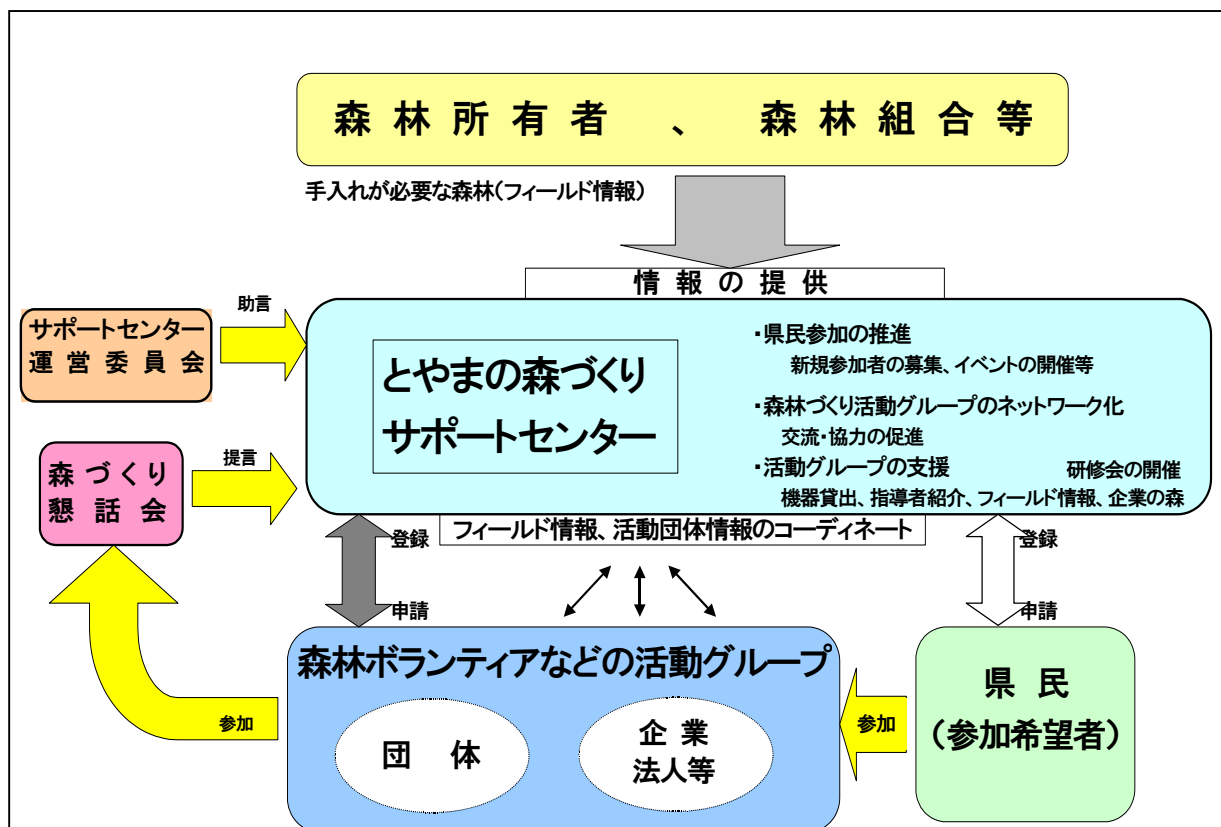 森林所有者、森林組合等
手入れが必要な森林(フィールド情報)
情報の提供
サポートセンター
運営委員会
助言
とやまの森づくり
サポートセンター
・県民参加の推進
新規参加者の募集、イベントの開催等
・森林づくり活動グループのネットワーク化
交流・協力の促進
・活動グループの支援 研修会の開催
機器貸出、指導者紹介、フィールド情報、企業の森
森づくり
懇話会
提言
フィールド情報、活動団体情報のコーディネート
登録
申請
登録
申請
森林ボランティアなどの活動グループ
団体
企業
法人等
参加
参加
県民
(参加希望者)